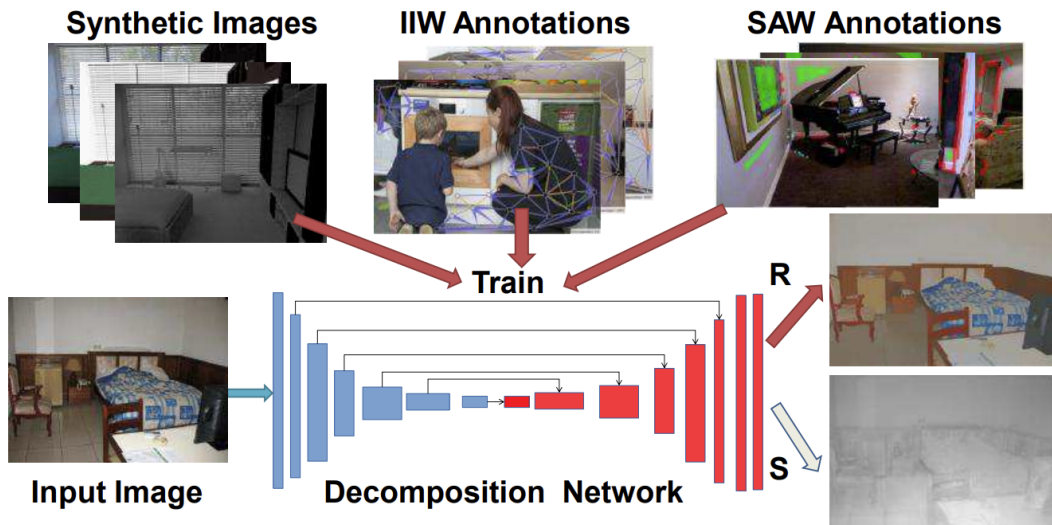 Synthetic Images
IIW Annotations
SAW Annotations
Train
R
Input Image
Decomposition Network
S